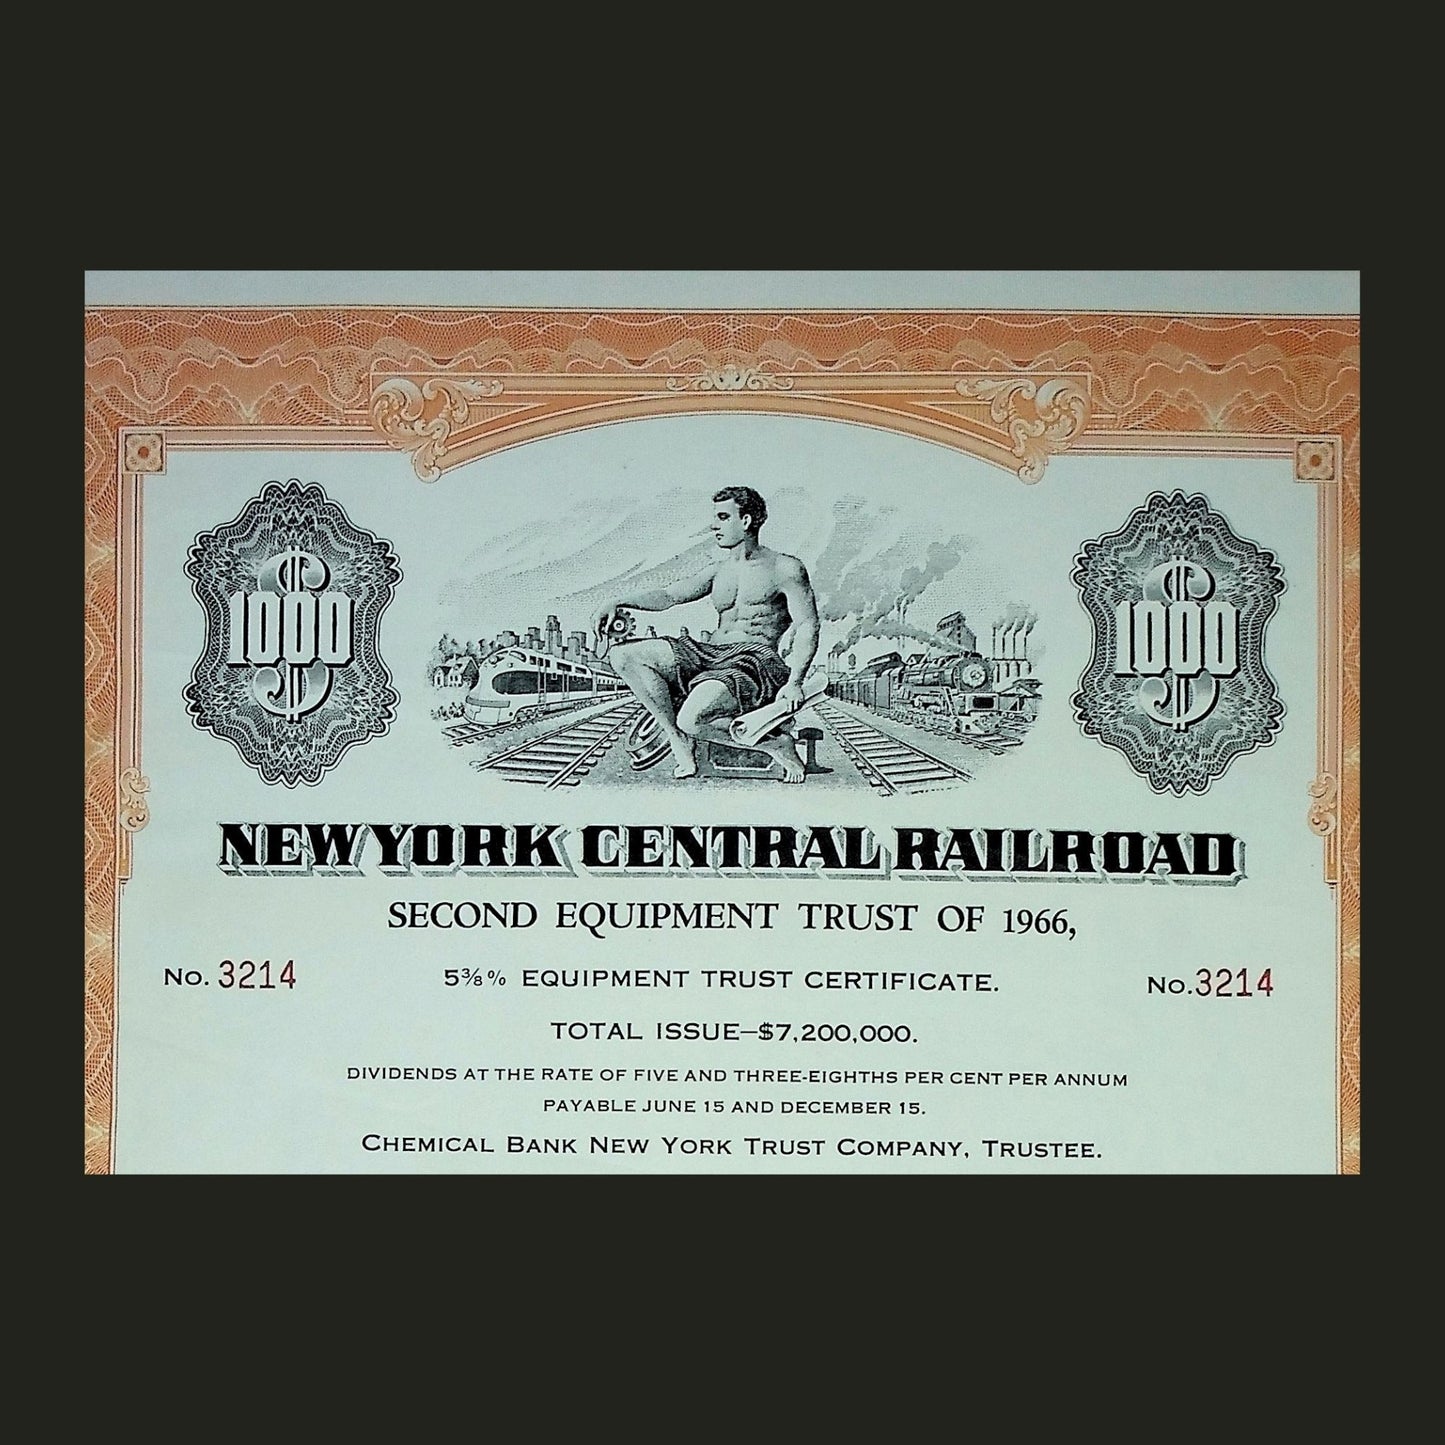 $1000
$1000
NEW YORK CENTRAL RAILROAD
SECOND EQUIPMENT TRUST OF 1966,
No. 3214
5⅜% EQUIPMENT TRUST CERTIFICATE.
No. 3214
TOTAL ISSUE—$7,200,000.
DIVIDENDS AT THE RATE OF FIVE AND THREE-EIGHTHS PER CENT PER ANNUM
PAYABLE JUNE 15 AND DECEMBER 15.
CHEMICAL BANK NEW YORK TRUST COMPANY, TRUSTEE.